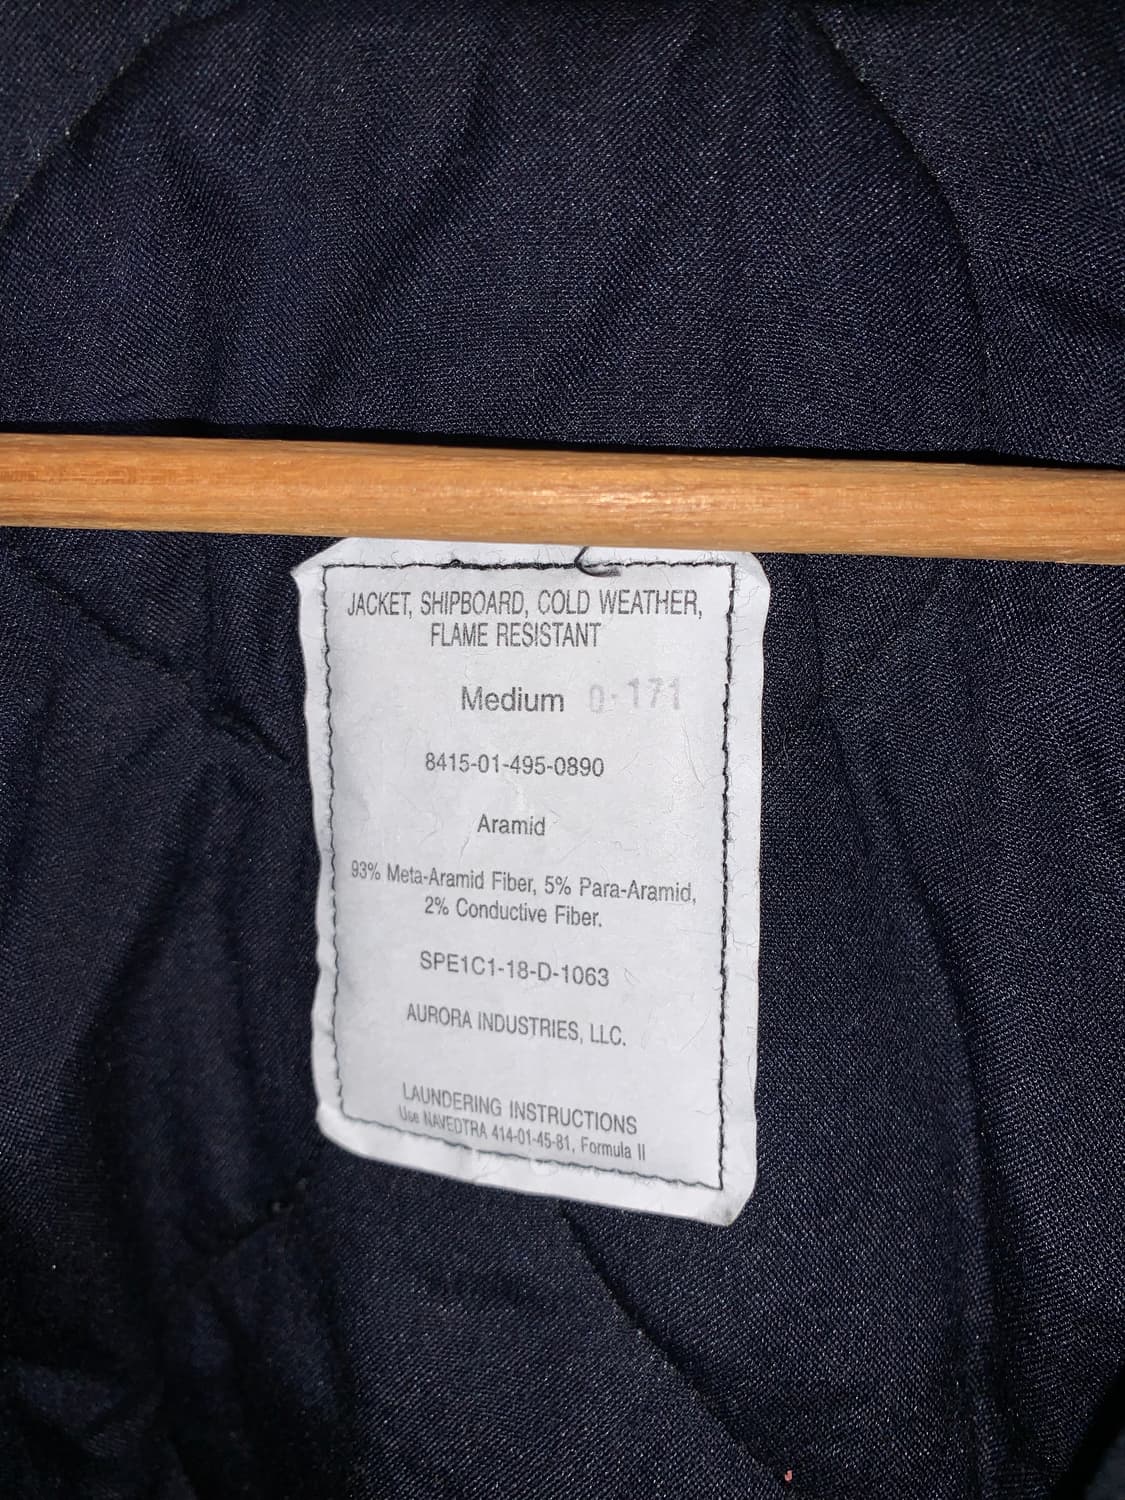 JACKET, SHIPBOARD, COLD WEATHER,
FLAME RESISTANT
Medium 0-171
8415-01-495-0890
Aramid
93% Meta-Aramid Fiber, 5% Para-Aramid,
2% Conductive Fiber.
SPE1C1-18-D-1063
AURORA INDUSTRIES, LLC.
LAUNDERING INSTRUCTIONS
Use NAVEDTRA 414-01-45-81, Formula II